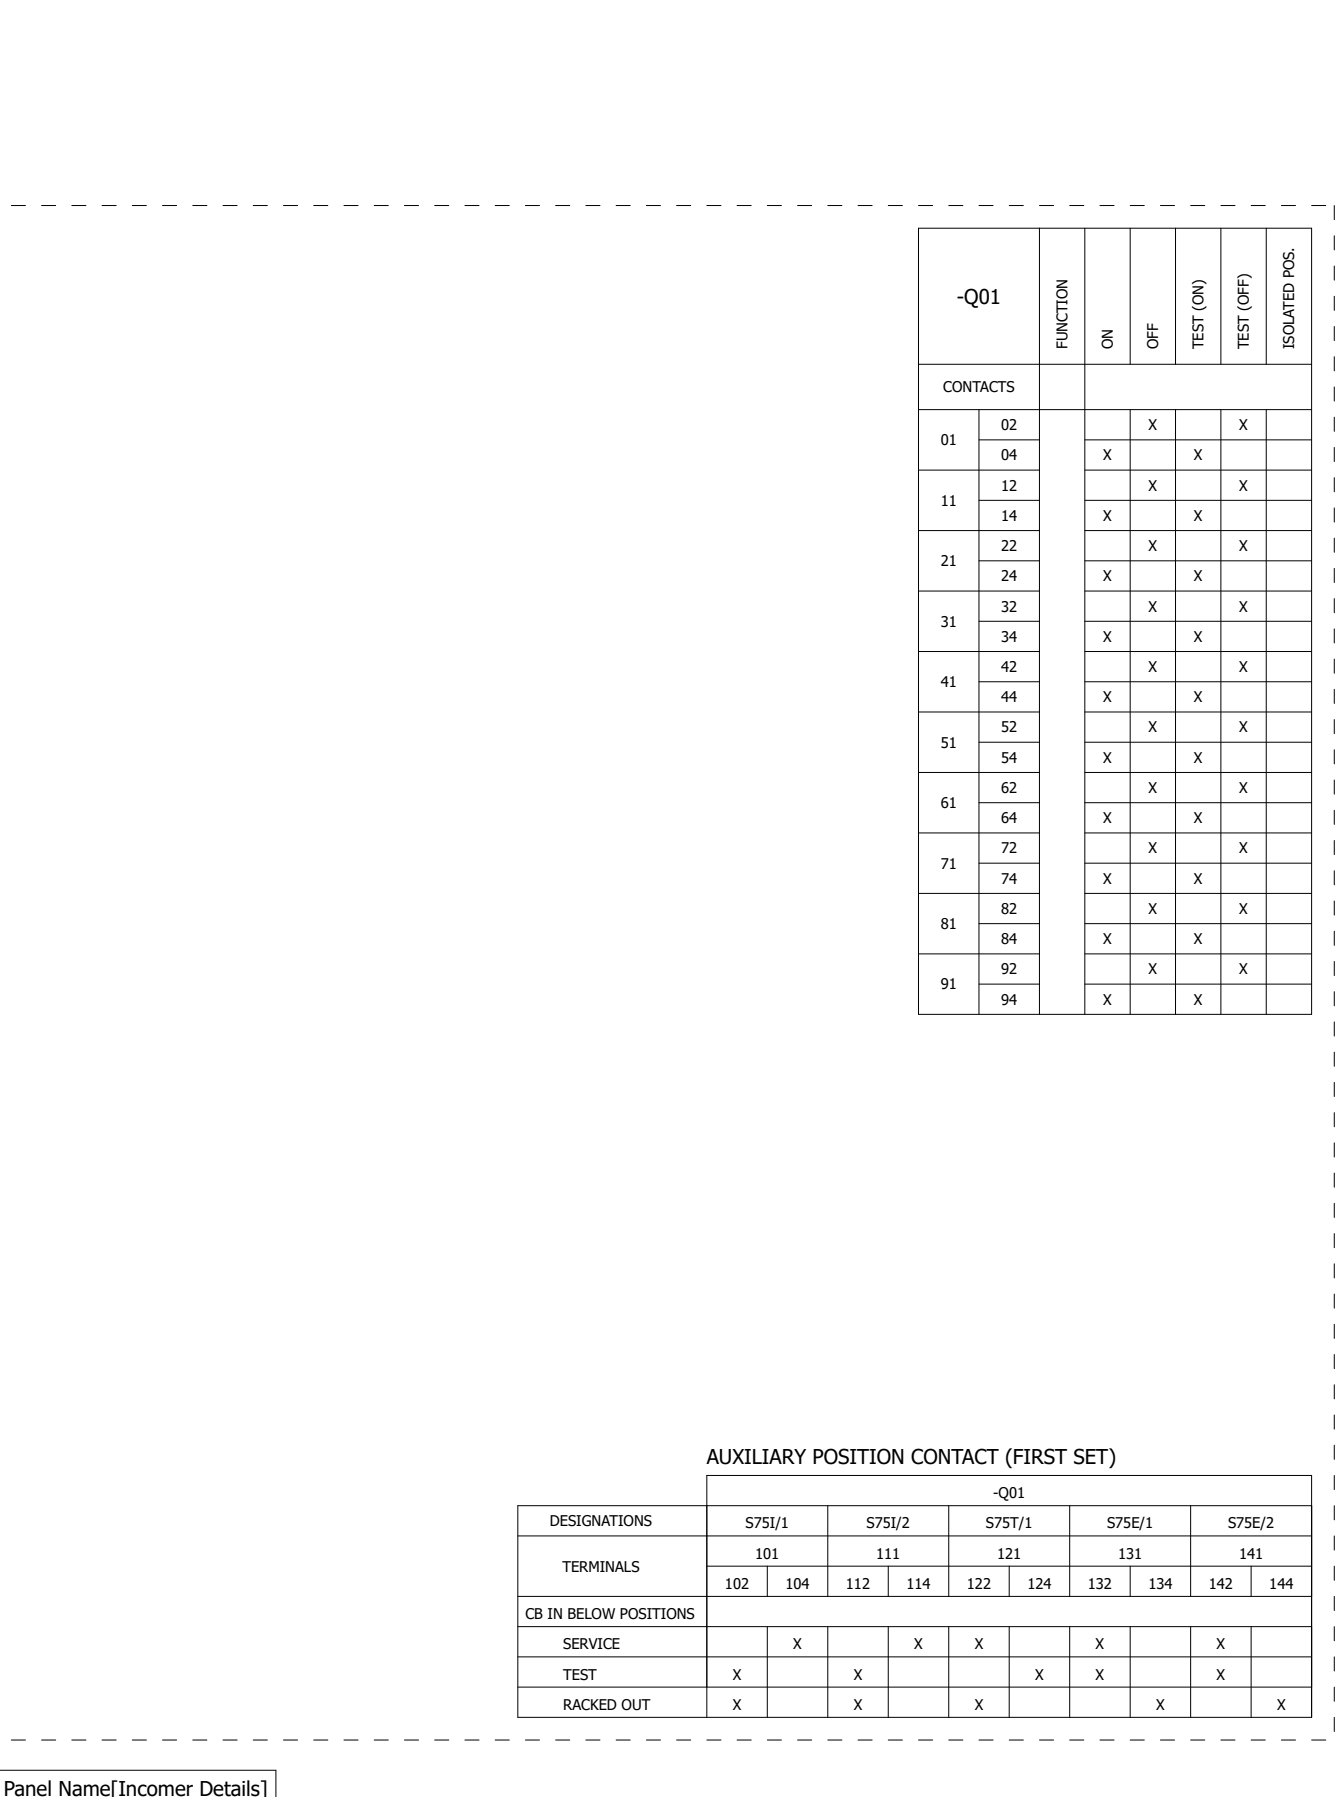 -Q01 FUNCTION ON OFF TEST (ON) TEST (OFF) ISOLATED POS.
CONTACTS
01 02 X X
04 X X
11 12 X X
14 X X
21 22 X X
24 X X
31 32 X X
34 X X
41 42 X X
44 X X
51 52 X X
54 X X
61 62 X X
64 X X
71 72 X X
74 X X
81 82 X X
84 X X
91 92 X X
94 X X
AUXILIARY POSITION CONTACT (FIRST SET)
-Q01
DESIGNATIONS S75I/1 S75I/2 S75T/1 S75E/1 S75E/2
TERMINALS 101 111 121 131 141
102 104 112 114 122 124 132 134 142 144
CB IN BELOW POSITIONS
SERVICE X X X X X
TEST X X X X X
RACKED OUT X X X X X
Panel Name[Incomer Details]